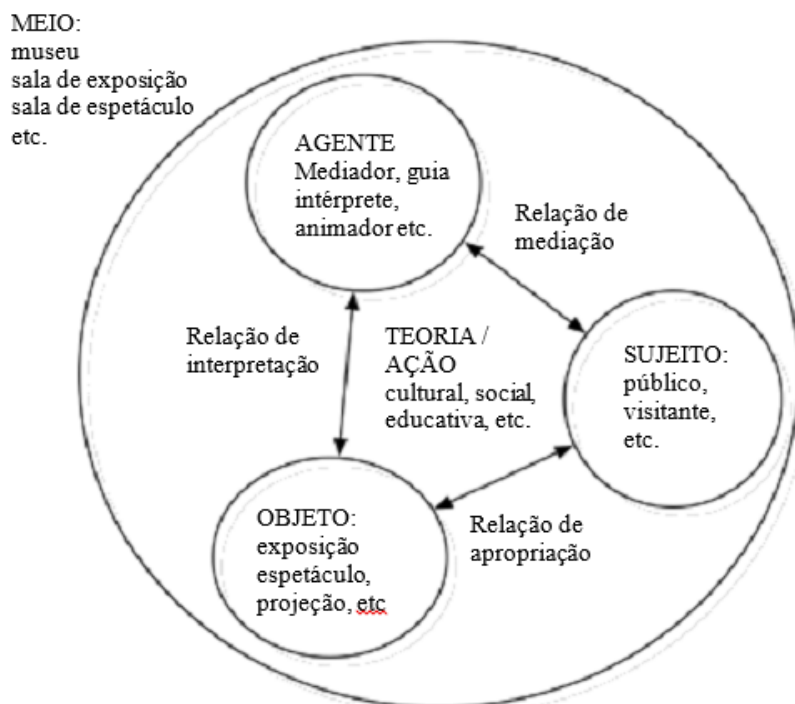 MEIO:
museu
sala de exposição
sala de espetáculo
etc.
AGENTE
Mediador, guia
intérprete,
animador etc.
Relação de
mediação
Relação de
interpretação
TEORIA /
AÇÃO
cultural, social,
educativa, etc.
SUJEITO:
público,
visitante,
etc.
OBJETO:
exposição
espetáculo,
projeção, etc
Relação de
apropriação